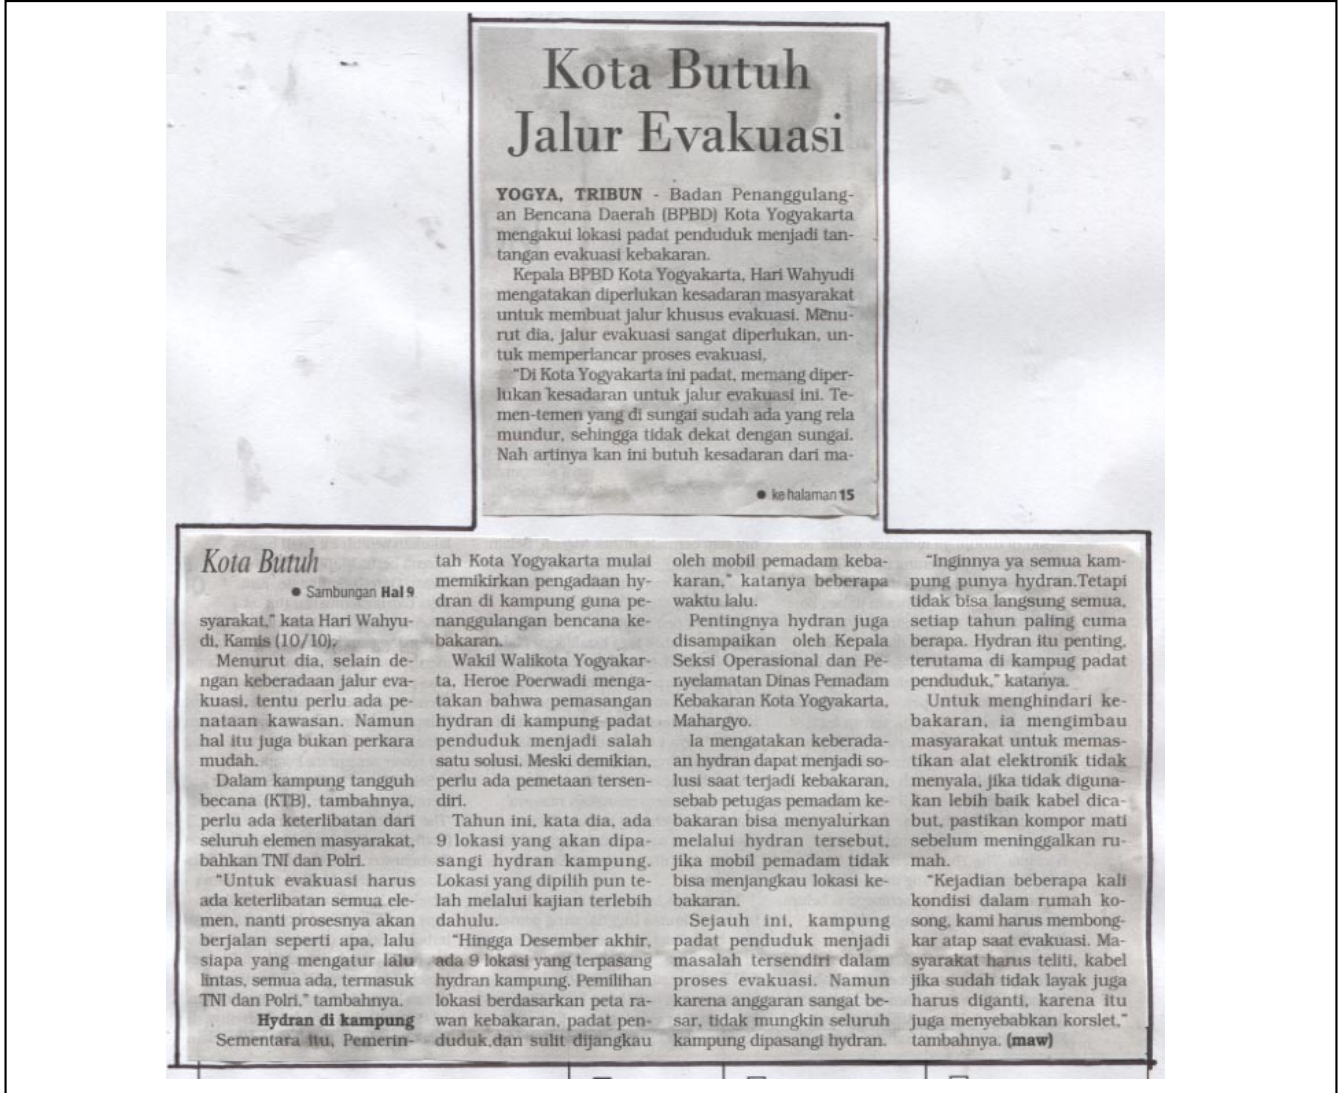 Kota Butuh
Jalur Evakuasi
YOGYA, TRIBUN - Badan Penanggulang-
an Bencana Daerah (BPBD) Kota Yogyakarta
mengakui lokasi padat penduduk menjadi tan-
tangan evakuasi kebakaran.
Kepala BPBD Kota Yogyakarta, Hari Wahyudi
mengatakan diperlukan kesadaran masyarakat
untuk membuat jalur khusus evakuasi. Menu-
rut dia, jalur evakuasi sangat diperlukan, un-
tuk memperlancar proses evakuasi.
"Di Kota Yogyakarta ini padat, memang diper-
lukan kesadaran untuk jalur evakuasi ini. Te-
men-temen yang di sungai sudah ada yang rela
mundur, sehingga tidak dekat dengan sungai.
Nah artinya kan ini butuh kesadaran dari ma-
● ke halaman 15
Kota Butuh
● Sambungan Hal 9
syarakat," kata Hari Wahyu-
di, Kamis (10/10).
Menurut dia, selain de-
ngan keberadaan jalur eva-
kuasi, tentu perlu ada pe-
nataan kawasan. Namun
hal itu juga bukan perkara
mudah.
Dalam kampung tangguh
becana (KTB), tambahnya,
perlu ada keterlibatan dari
seluruh elemen masyarakat,
bahkan TNI dan Polri.
"Untuk evakuasi harus
ada keterlibatan semua ele-
men, nanti prosesnya akan
berjalan seperti apa, lalu
siapa yang mengatur lalu
lintas, semua ada, termasuk
TNI dan Polri," tambahnya.
Hydran di kampung
Sementara itu, Pemerin-
tah Kota Yogyakarta mulai
memikirkan pengadaan hy-
dran di kampung guna pe-
nanggulangan bencana ke-
bakaran.
Wakil Walikota Yogyakar-
ta, Heroe Poerwadi menga-
takan bahwa pemasangan
hydran di kampung padat
penduduk menjadi salah
satu solusi. Meski demikian,
perlu ada pemetaan tersen-
diri.
Tahun ini, kata dia, ada
9 lokasi yang akan dipa-
sangi hydran kampung.
Lokasi yang dipilih pun te-
lah melalui kajian terlebih
dahulu.
"Hingga Desember akhir,
ada 9 lokasi yang terpasang
hydran kampung. Pemilihan
lokasi berdasarkan peta ra-
wan kebakaran, padat pen-
duduk,dan sulit dijangkau
oleh mobil pemadam keba-
karan," katanya beberapa
waktu lalu.
Pentingnya hydran juga
disampaikan oleh Kepala
Seksi Operasional dan Pe-
nyelamatan Dinas Pemadam
Kebakaran Kota Yogyakarta,
Mahargyo.
Ia mengatakan keberada-
an hydran dapat menjadi so-
lusi saat terjadi kebakaran,
sebab petugas pemadam ke-
bakaran bisa menyalurkan
melalui hydran tersebut,
jika mobil pemadam tidak
bisa menjangkau lokasi ke-
bakaran.
Sejauh ini, kampung
padat penduduk menjadi
masalah tersendiri dalam
proses evakuasi. Namun
karena anggaran sangat be-
sar, tidak mungkin seluruh
kampung dipasangi hydran.
"Inginnya ya semua kam-
pung punya hydran.Tetapi
tidak bisa langsung semua,
setiap tahun paling cuma
berapa. Hydran itu penting,
terutama di kampug padat
penduduk," katanya.
Untuk menghindari ke-
bakaran, ia mengimbau
masyarakat untuk memas-
tikan alat elektronik tidak
menyala, jika tidak diguna-
kan lebih baik kabel dica-
but, pastikan kompor mati
sebelum meninggalkan ru-
mah.
"Kejadian beberapa kali
kondisi dalam rumah ko-
song, kami harus membong-
kar atap saat evakuasi. Ma-
syarakat harus teliti, kabel
jika sudah tidak layak juga
harus diganti, karena itu
juga menyebabkan korslet,"
tambahnya. (maw)